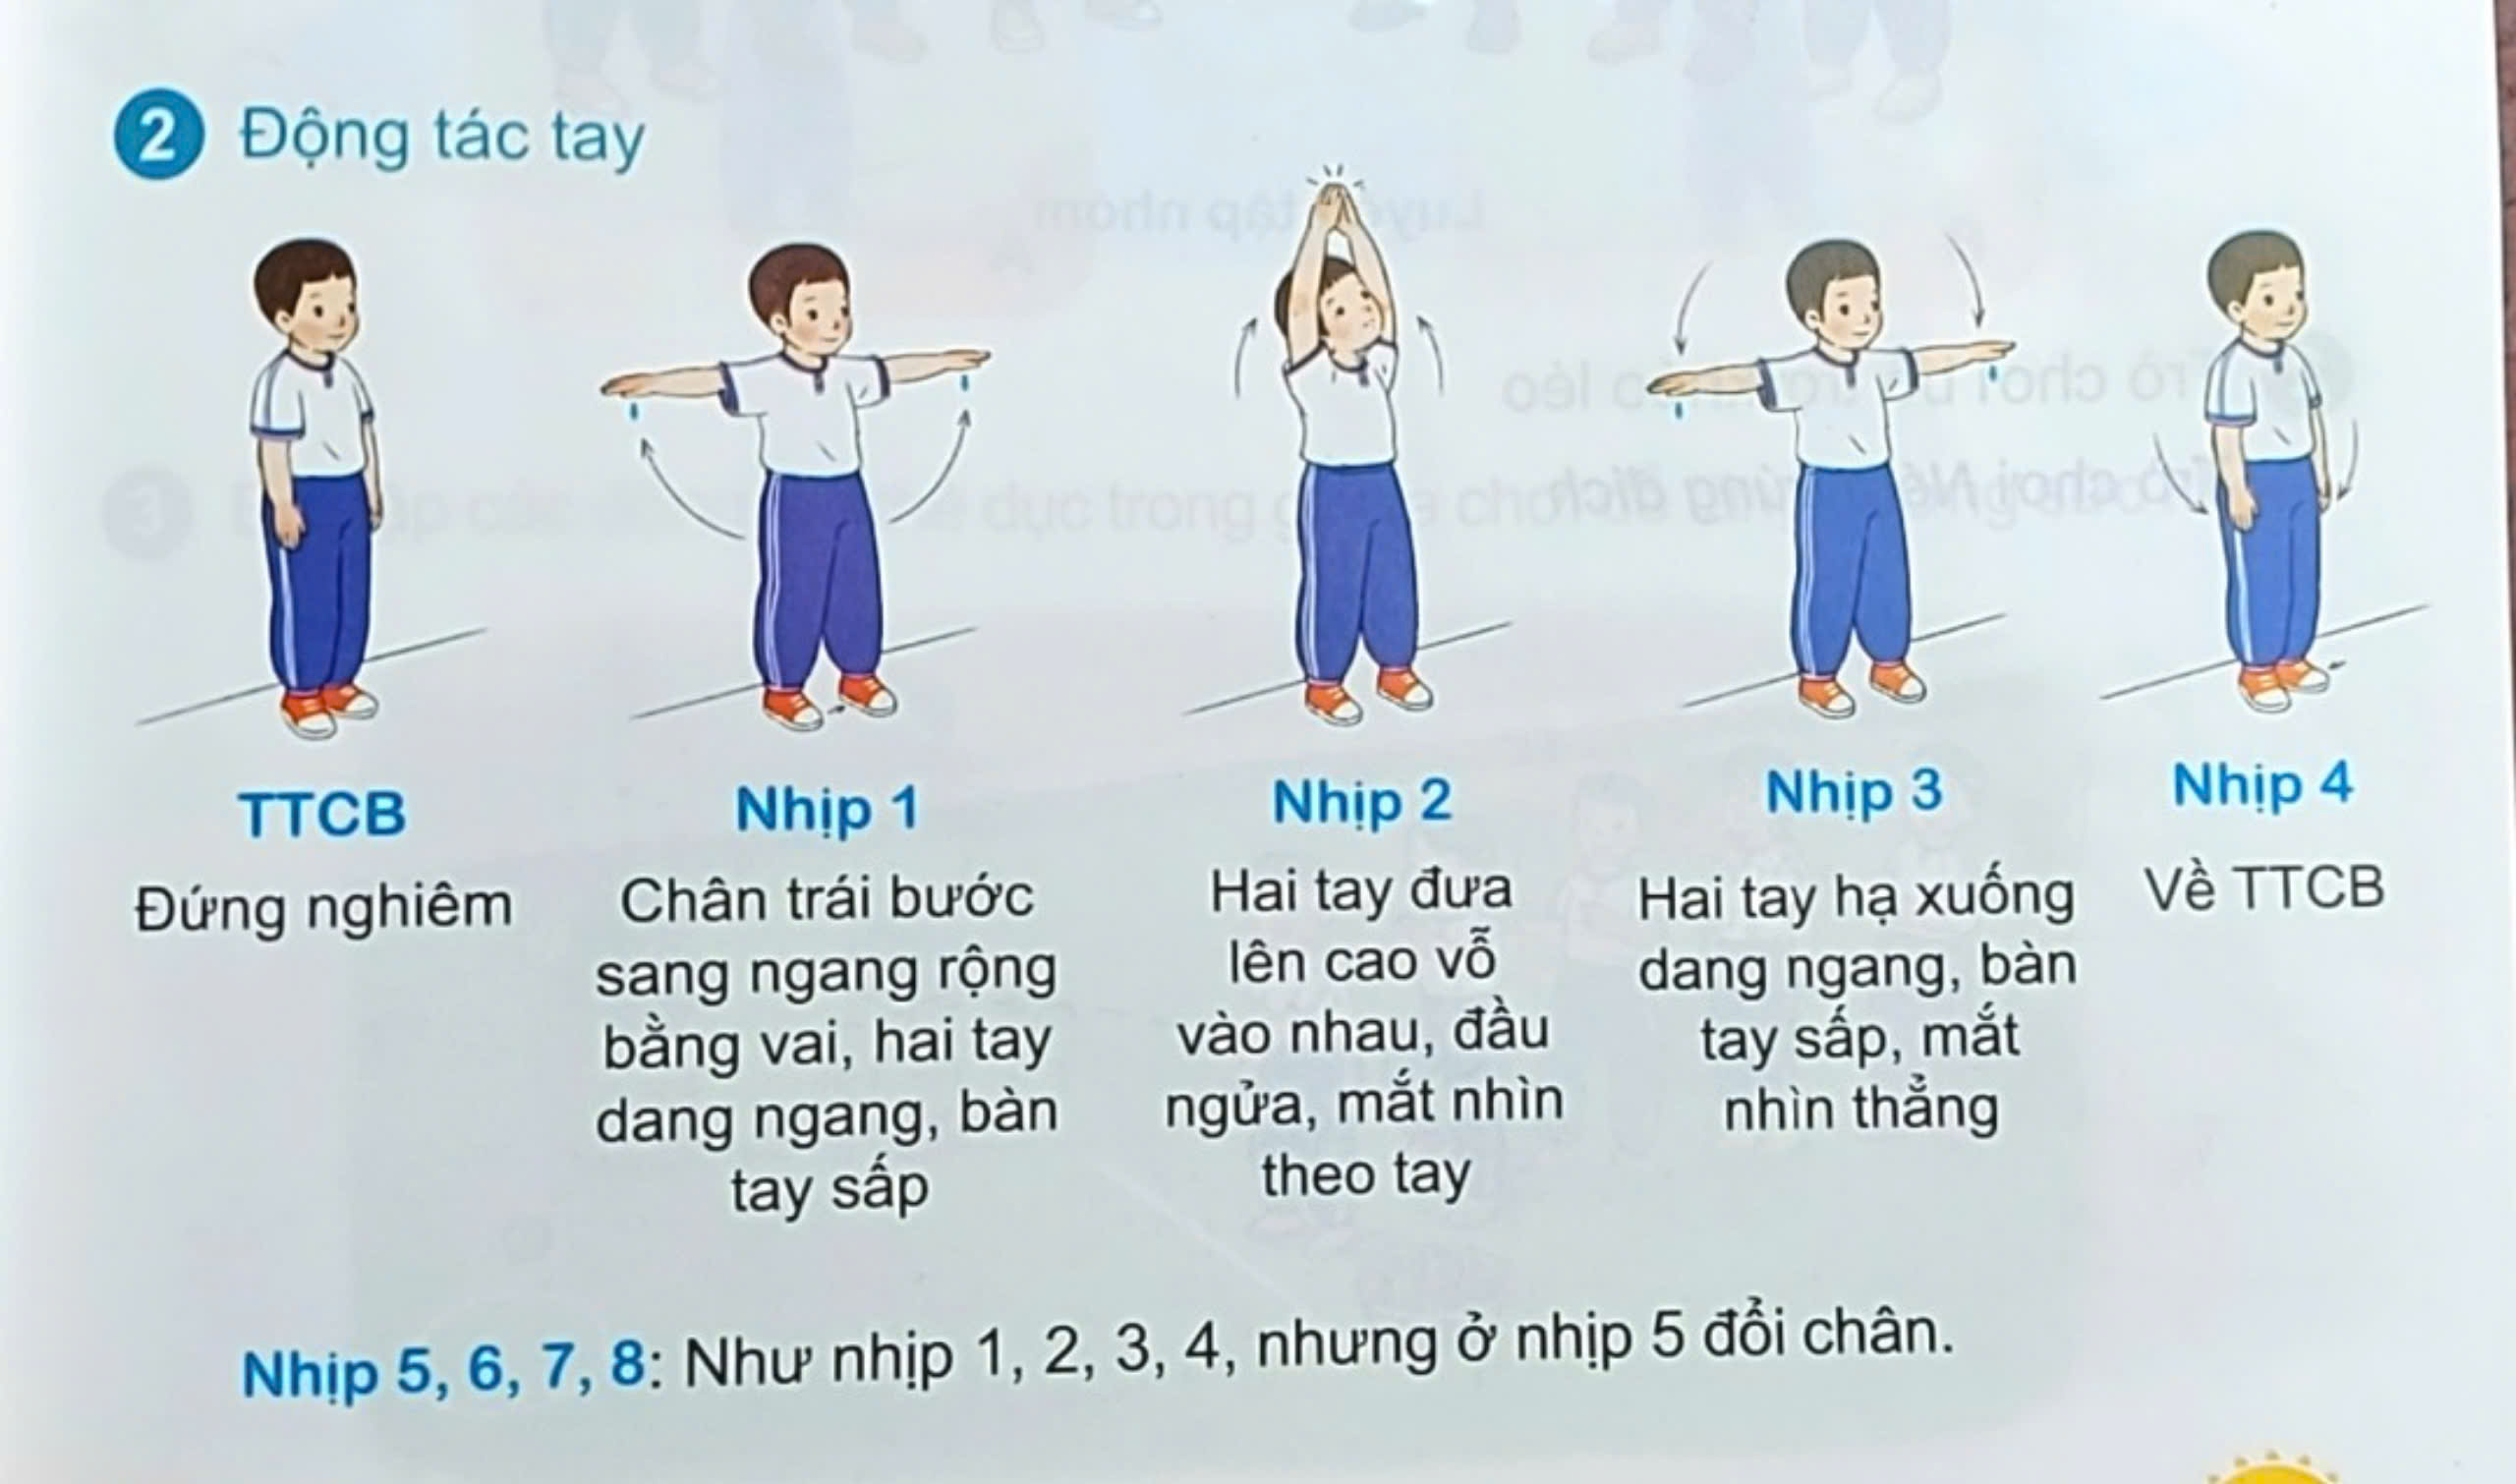 2 Động tác tay
TTCB
Đứng nghiêm
Nhịp 1
Chân trái bước
sang ngang rộng
bằng vai, hai tay
dang ngang, bàn
tay sấp
Nhịp 2
Hai tay đưa
lên cao vỗ
vào nhau, đầu
ngửa, mắt nhìn
theo tay
Nhịp 3
Hai tay hạ xuống
dang ngang, bàn
tay sấp, mắt
nhìn thẳng
Nhịp 4
Về TTCB
Nhịp 5, 6, 7, 8: Như nhịp 1, 2, 3, 4, nhưng ở nhịp 5 đổi chân.